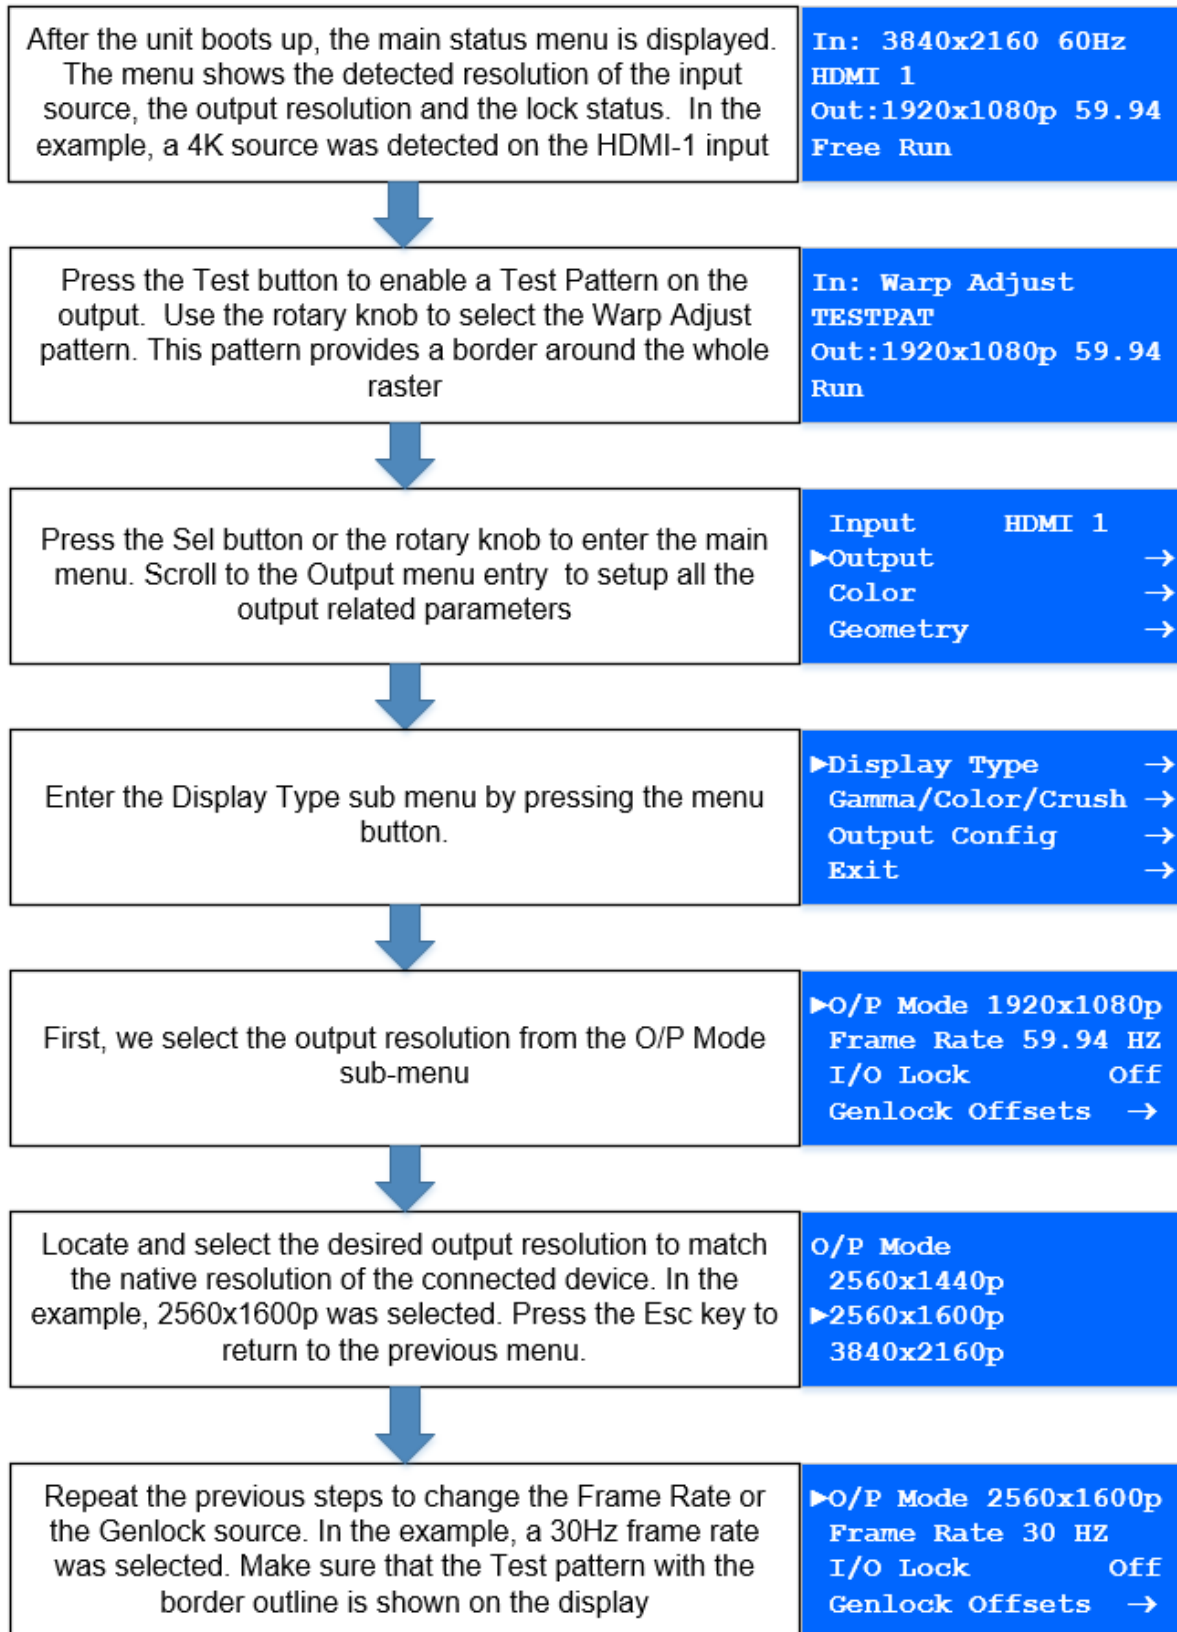 After the unit boots up, the main status menu is displayed.
The menu shows the detected resolution of the input
source, the output resolution and the lock status.  In the
example, a 4K source was detected on the HDMI-1 input
In: 3840x2160 60Hz
HDMI 1
Out:1920x1080p 59.94
Free Run
Press the Test button to enable a Test Pattern on the
output.  Use the rotary knob to select the Warp Adjust
pattern. This pattern provides a border around the whole
raster
In: Warp Adjust
TESTPAT
Out:1920x1080p 59.94
Run
Press the Sel button or the rotary knob to enter the main
menu. Scroll to the Output menu entry  to setup all the
output related parameters
Input HDMI 1
▶Output →
Color →
Geometry →
Enter the Display Type sub menu by pressing the menu
button.
▶Display Type →
Gamma/Color/Crush →
Output Config →
Exit →
First, we select the output resolution from the O/P Mode
sub-menu
▶O/P Mode 1920x1080p
Frame Rate 59.94 HZ
I/O Lock Off
Genlock Offsets →
Locate and select the desired output resolution to match
the native resolution of the connected device. In the
example, 2560x1600p was selected. Press the Esc key to
return to the previous menu.
O/P Mode
2560x1440p
▶2560x1600p
3840x2160p
Repeat the previous steps to change the Frame Rate or
the Genlock source. In the example, a 30Hz frame rate
was selected. Make sure that the Test pattern with the
border outline is shown on the display
▶O/P Mode 2560x1600p
Frame Rate 30 HZ
I/O Lock Off
Genlock Offsets →